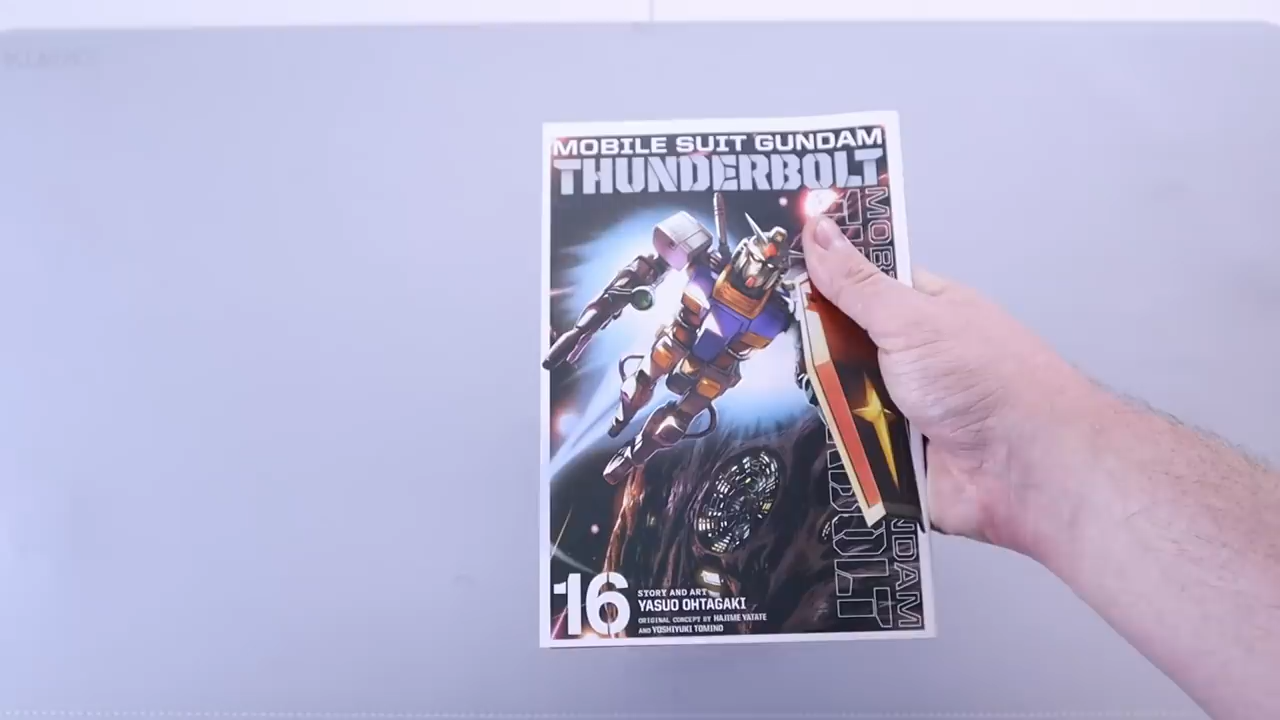 MOBILE SUIT GUNDAM
THUNDERBOLT
16
STORY AND ART
YASUO OHTAGAKI
ORIGINAL CONCEPT BY HAJIME YATATE
AND YOSHIYUKI TOMINO